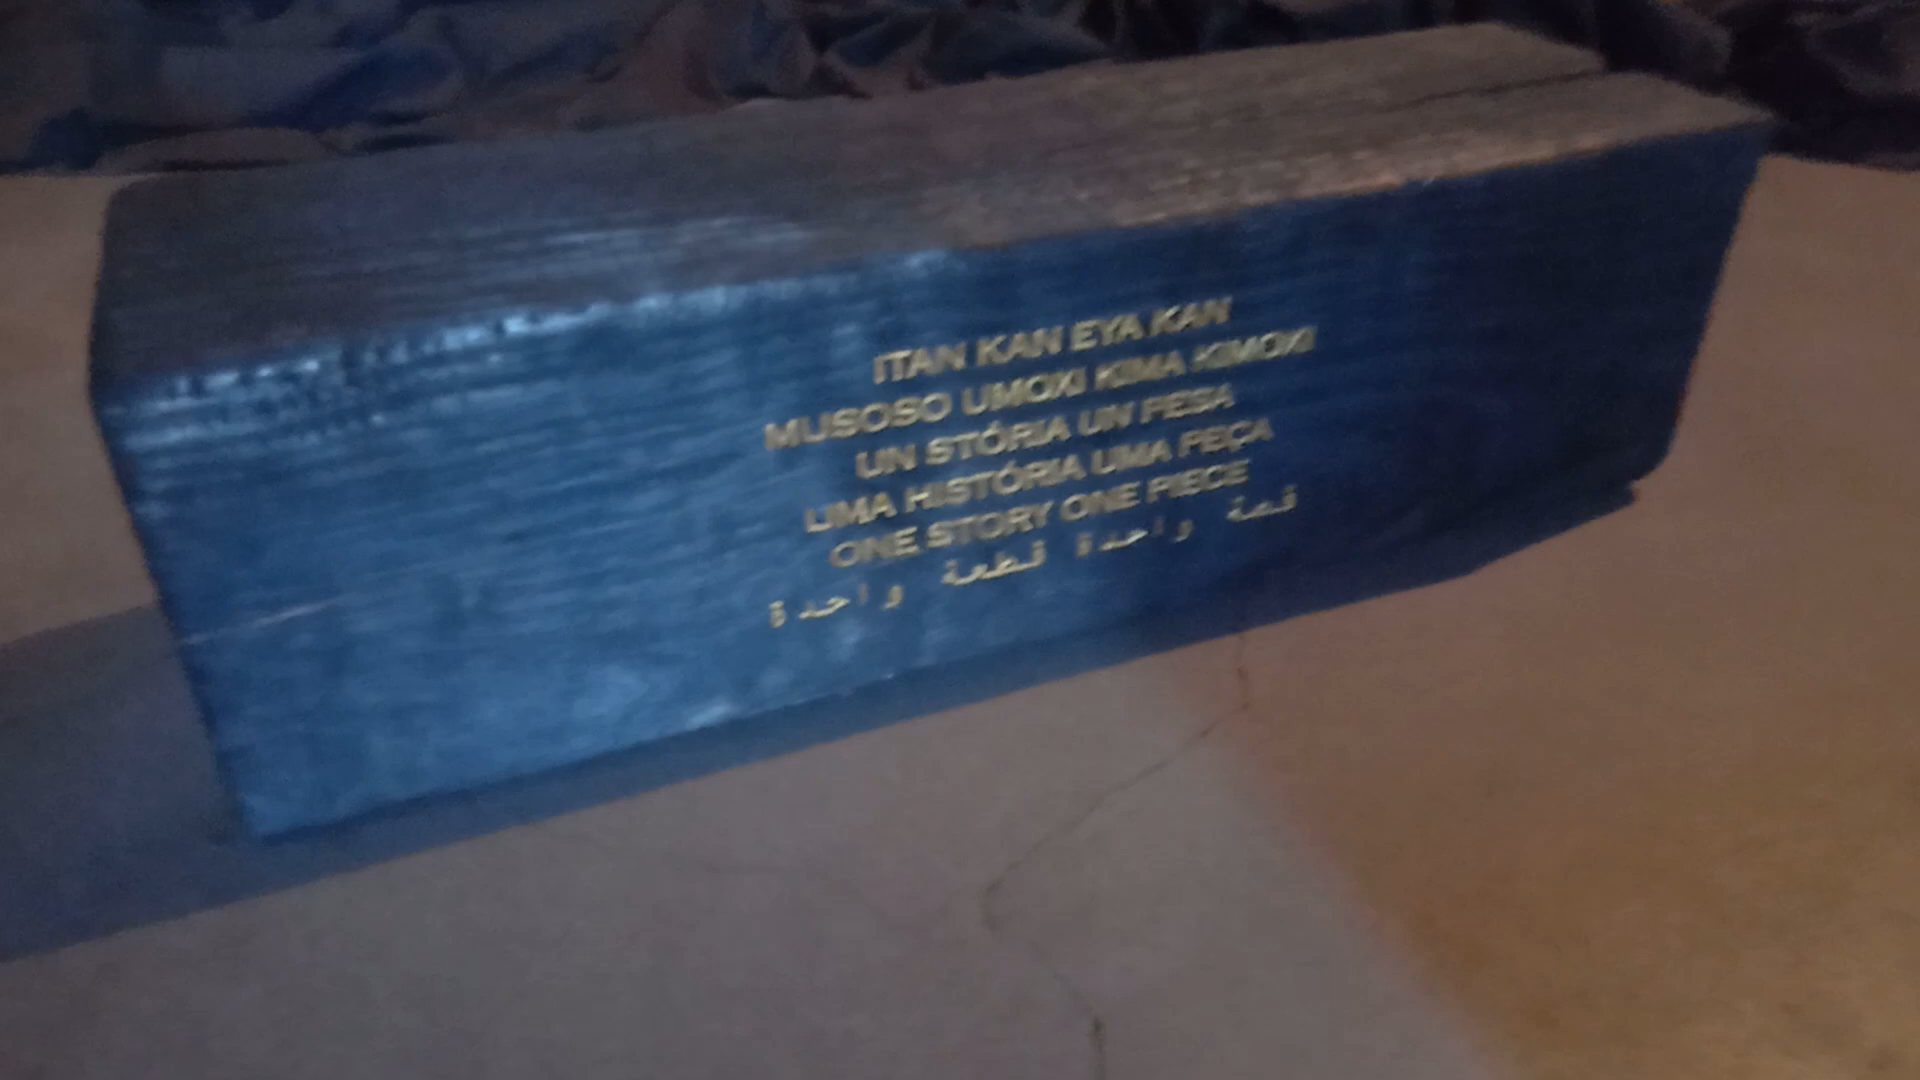 ITAN KAN EYA KAN
MUSOSO UMOXI KIMA KIMOXI
UN STÓRIA UN PESA
UMA HISTÓRIA UMA PEÇA
ONE STORY ONE PIECE
قصة واحدة قطعة واحدة